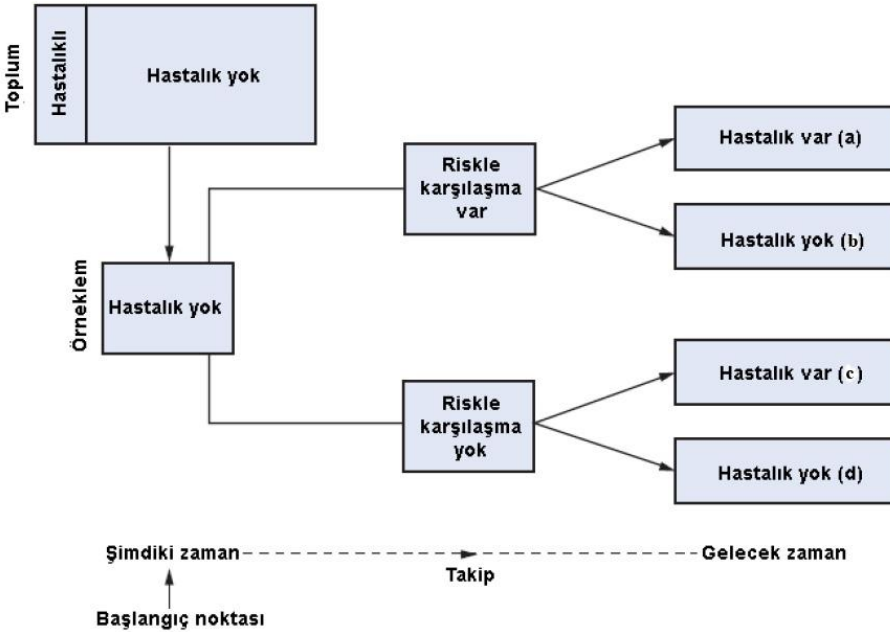 Toplum
Hastalıklı
Hastalık yok
Örneklem
Hastalık yok
Riskle
karşılaşma
var
Hastalık var (a)
Hastalık yok (b)
Riskle
karşılaşma
yok
Hastalık var (c)
Hastalık yok (d)
Şimdiki zaman
Takip
Gelecek zaman
Başlangıç noktası